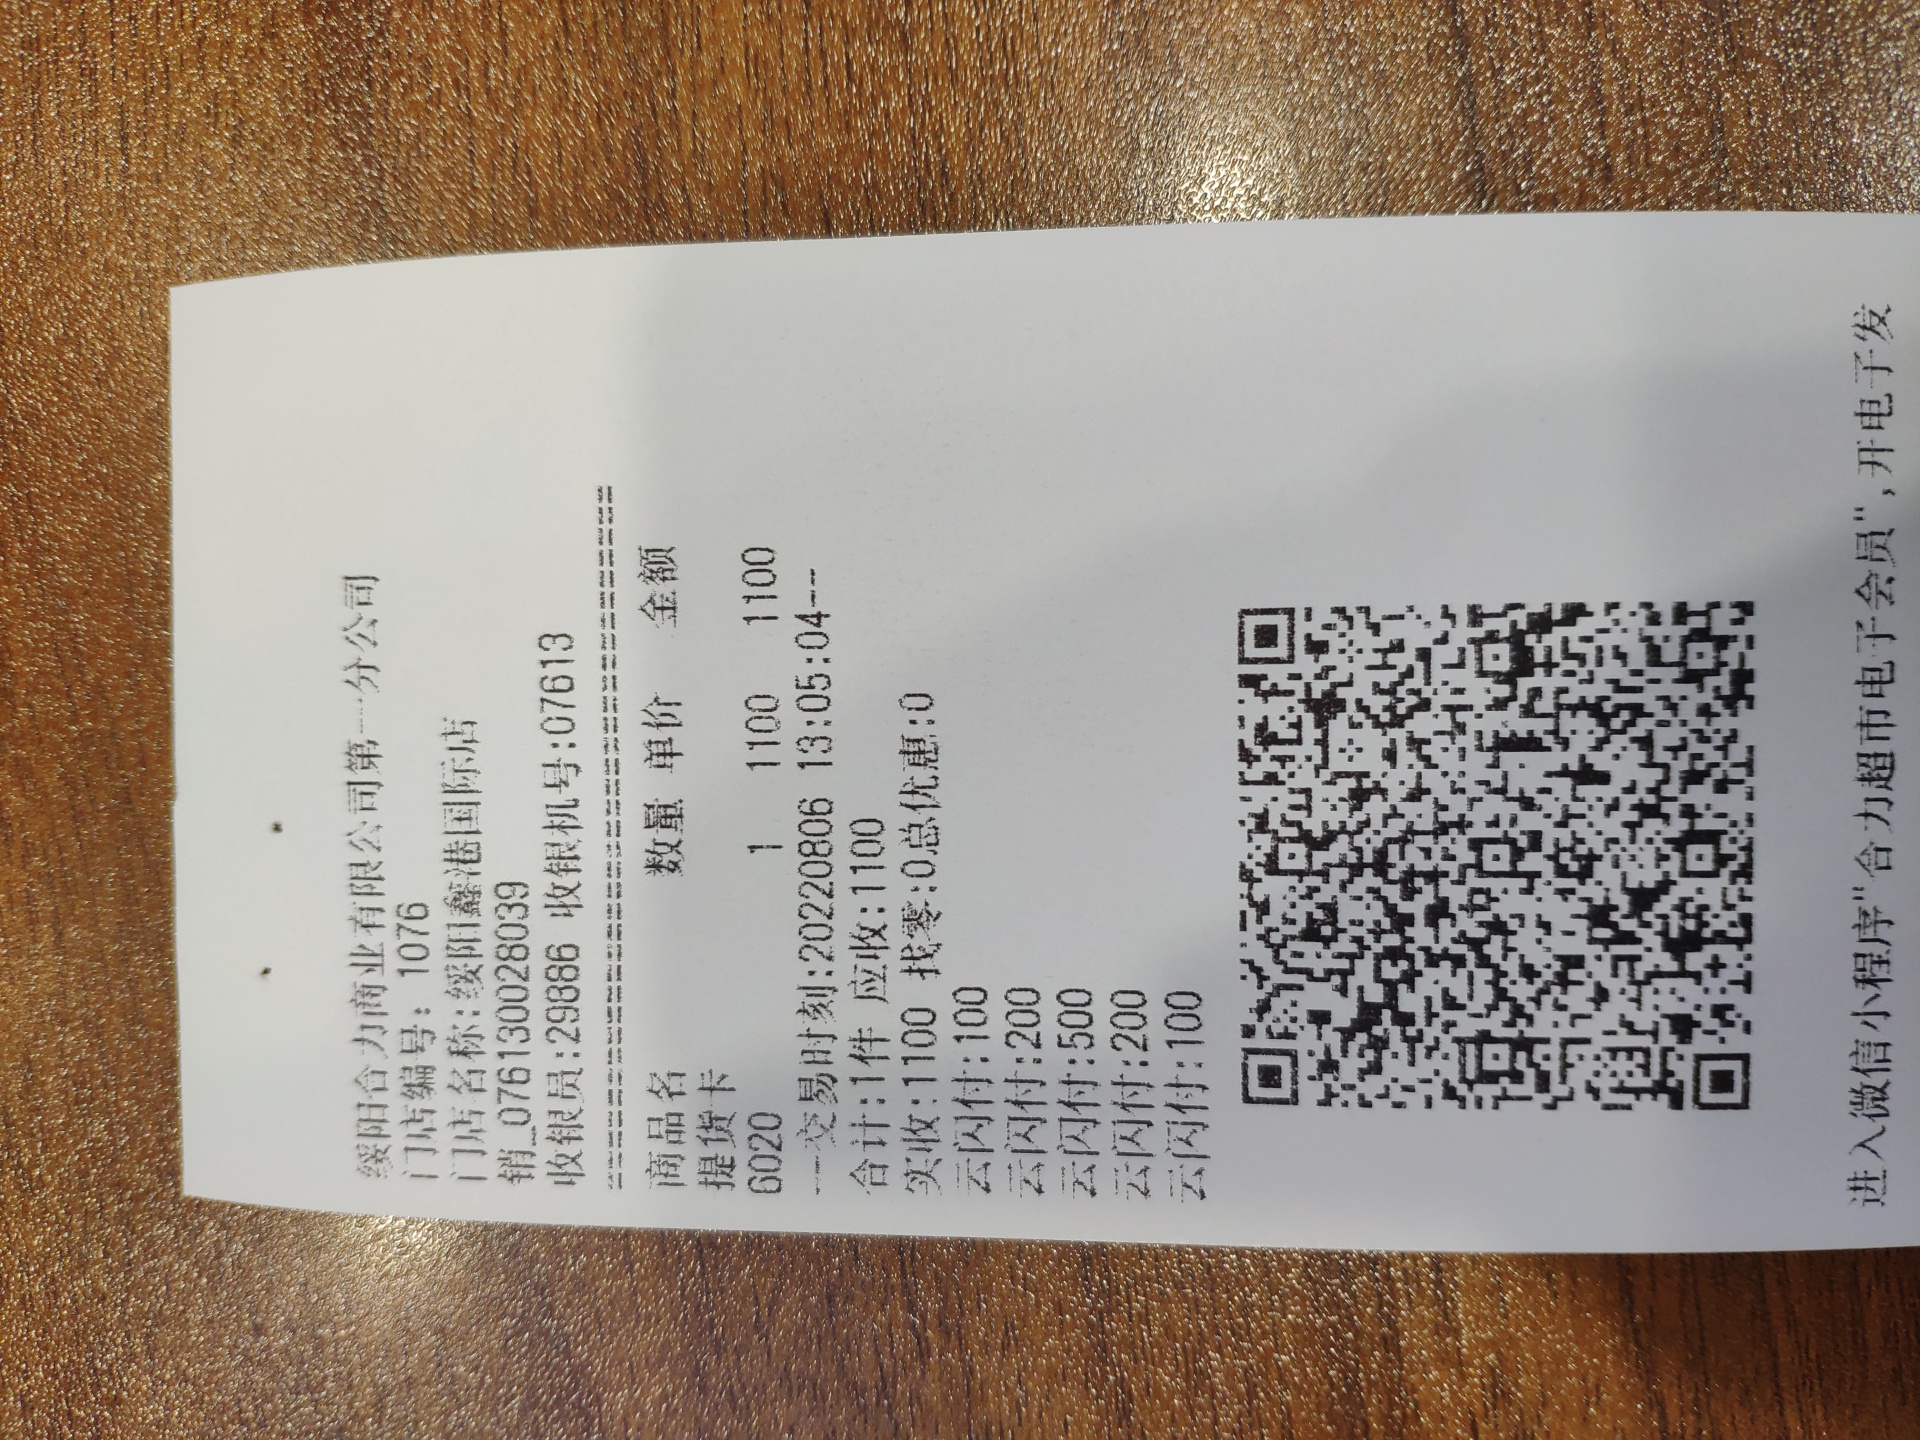 绥阳合力商业有限公司第一分公司
门店编号: 1076
门店名称:绥阳鑫港国际店
销_0761300028039
收银员:29886 收银机号:07613
商品名 数量 单价 金额
提货卡
6020 1 1100 1100
--交易时刻:20220806 13:05:04--
合计:1件 应收:1100
实收:1100 找零:0总优惠:0
云闪付:100
云闪付:200
云闪付:500
云闪付:200
云闪付:100
进入微信小程序"合力超市电子会员",开电子发